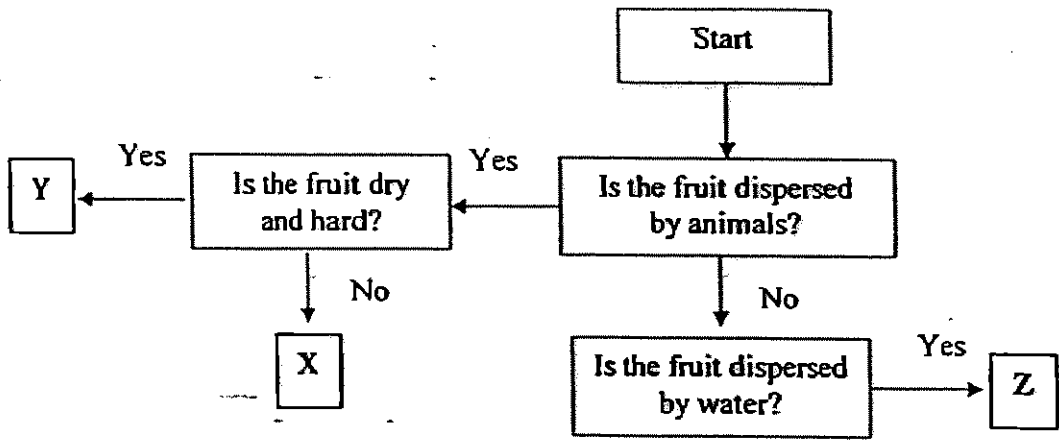 Start
Yes
Yes
Y
Is the fruit dry
and hard?
Is the fruit dispersed
by animals?
No
No
X
Is the fruit dispersed
by water?
Yes
Z